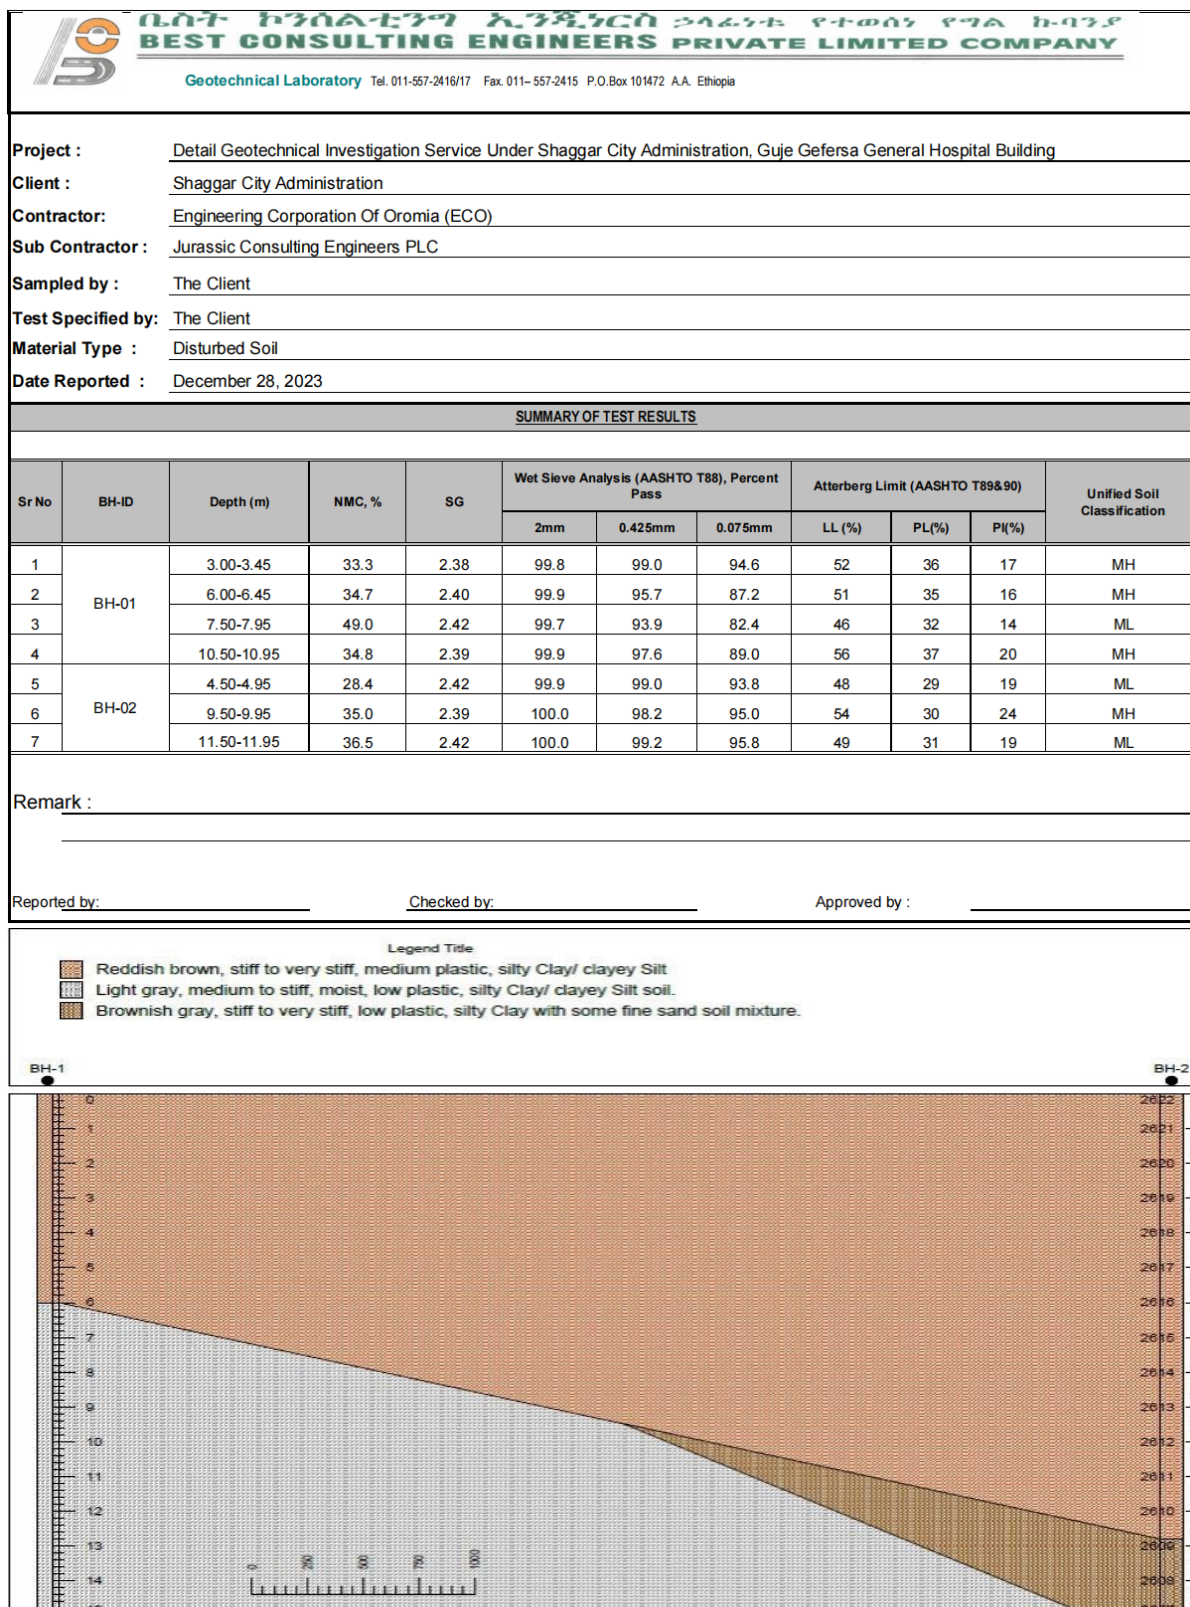 ቤስት ኮንሰልቲንግ ኢንጂነርስ ኃላፊነቱ የተወሰነ የግል ኩባንያ
BEST CONSULTING ENGINEERS PRIVATE LIMITED COMPANY
Geotechnical Laboratory Tel. 011-557-2416/17 Fax. 011– 557-2415 P.O.Box 101472 A.A. Ethiopia
Project : Detail Geotechnical Investigation Service Under Shaggar City Administration, Guje Gefersa General Hospital Building
Client : Shaggar City Administration
Contractor: Engineering Corporation Of Oromia (ECO)
Sub Contractor : Jurassic Consulting Engineers PLC
Sampled by : The Client
Test Specified by: The Client
Material Type : Disturbed Soil
Date Reported : December 28, 2023
SUMMARY OF TEST RESULTS
Sr No BH-ID Depth (m) NMC, % SG Wet Sieve Analysis (AASHTO T88), Percent Pass Atterberg Limit (AASHTO T89&90) Unified Soil Classification
2mm 0.425mm 0.075mm LL (%) PL(%) PI(%)
1 BH-01 3.00-3.45 33.3 2.38 99.8 99.0 94.6 52 36 17 MH
2 6.00-6.45 34.7 2.40 99.9 95.7 87.2 51 35 16 MH
3 7.50-7.95 49.0 2.42 99.7 93.9 82.4 46 32 14 ML
4 10.50-10.95 34.8 2.39 99.9 97.6 89.0 56 37 20 MH
5 BH-02 4.50-4.95 28.4 2.42 99.9 99.0 93.8 48 29 19 ML
6 9.50-9.95 35.0 2.39 100.0 98.2 95.0 54 30 24 MH
7 11.50-11.95 36.5 2.42 100.0 99.2 95.8 49 31 19 ML
Remark :
Reported by: Checked by: Approved by :
Legend Title
Reddish brown, stiff to very stiff, medium plastic, silty Clay/ clayey Silt
Light gray, medium to stiff, moist, low plastic, silty Clay/ clayey Silt soil.
Brownish gray, stiff to very stiff, low plastic, silty Clay with some fine sand soil mixture.
BH-1 BH-2
0 2622
1 2621
2 2620
3 2619
4 2618
5 2617
6 2616
7 2615
8 2614
9 2613
10 2612
11 2611
12 2610
13 2609
14 2608
0 250 500 750 1000